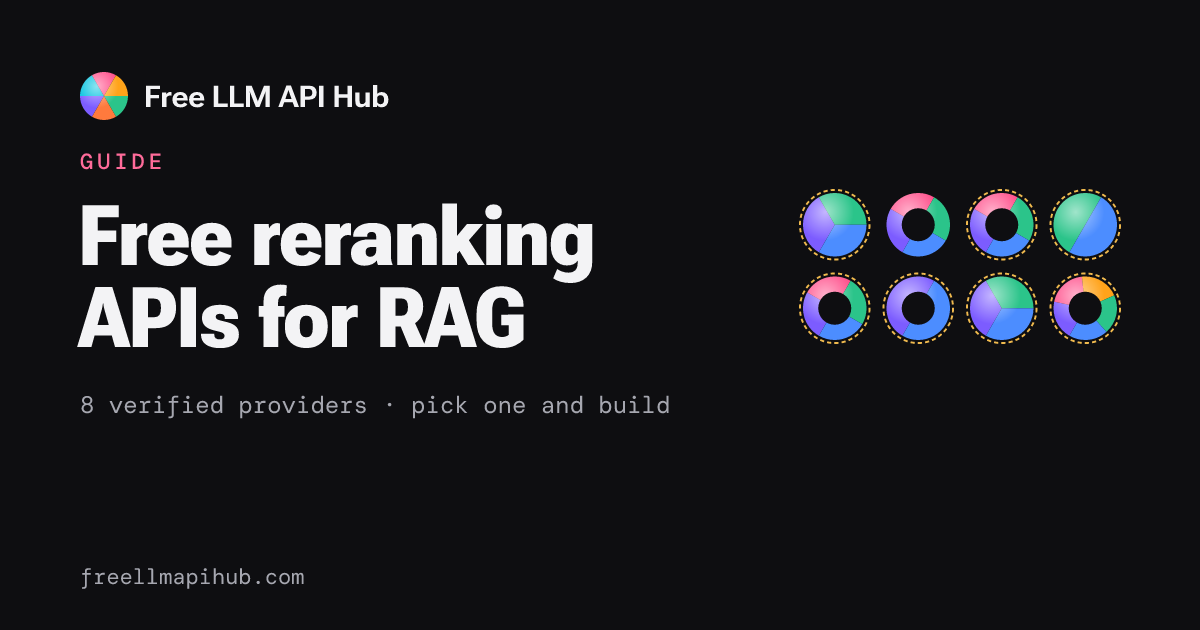 Free LLM API Hub
GUIDE
Free reranking
APIs for RAG
8 verified providers · pick one and build
freellmapihub.com